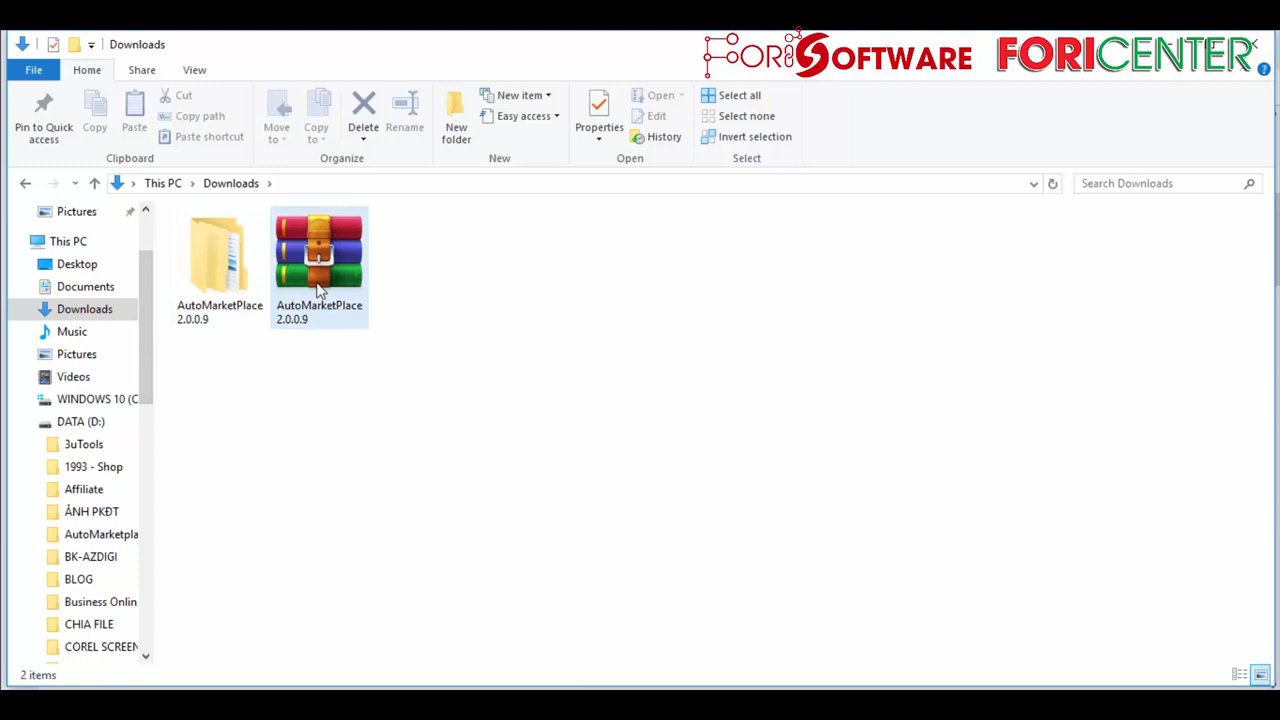 Downloads
FORISOFTWARE
FORICENTER
File
Home
Share
View
Pin to Quick access
Copy
Paste
Cut
Copy path
Paste shortcut
Clipboard
Move to
Copy to
Delete
Rename
Organize
New folder
New item
Easy access
New
Properties
Open
Edit
History
Open
Select all
Select none
Invert selection
Select
This PC
Downloads
Search Downloads
Pictures
This PC
Desktop
Documents
Downloads
Music
Pictures
Videos
WINDOWS 10 (C
DATA (D:)
3uTools
1993 - Shop
Affiliate
ẢNH PKĐT
AutoMarketpla
BK-AZDIGI
BLOG
Business Onlin
CHIA FILE
COREL SCREEN
AutoMarketPlace
2.0.0.9
AutoMarketPlace
2.0.0.9
2 items